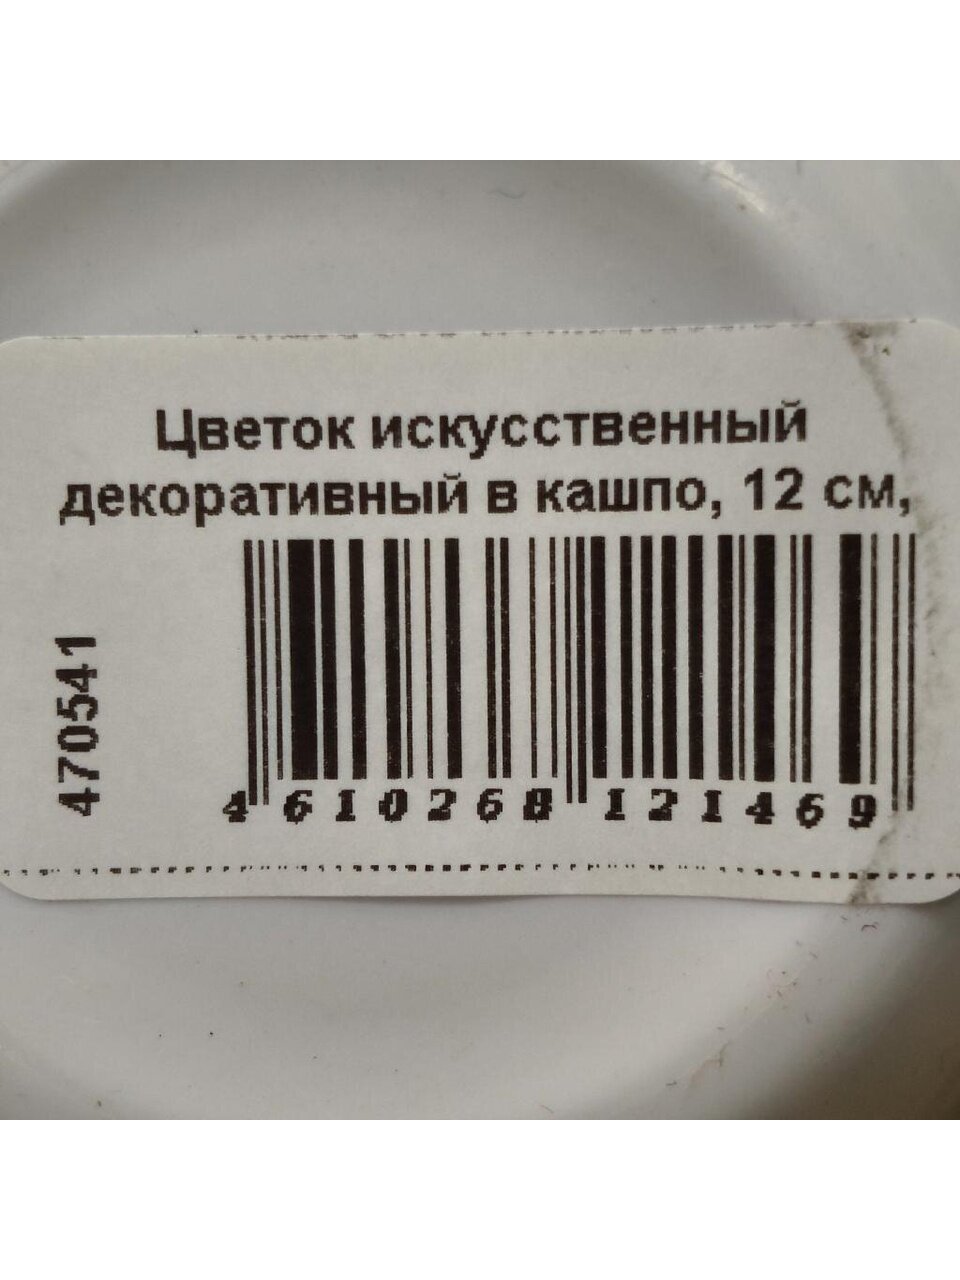 Цветок искусственный
декоративный в кашпо, 12 см,
470541
4 610268 121469